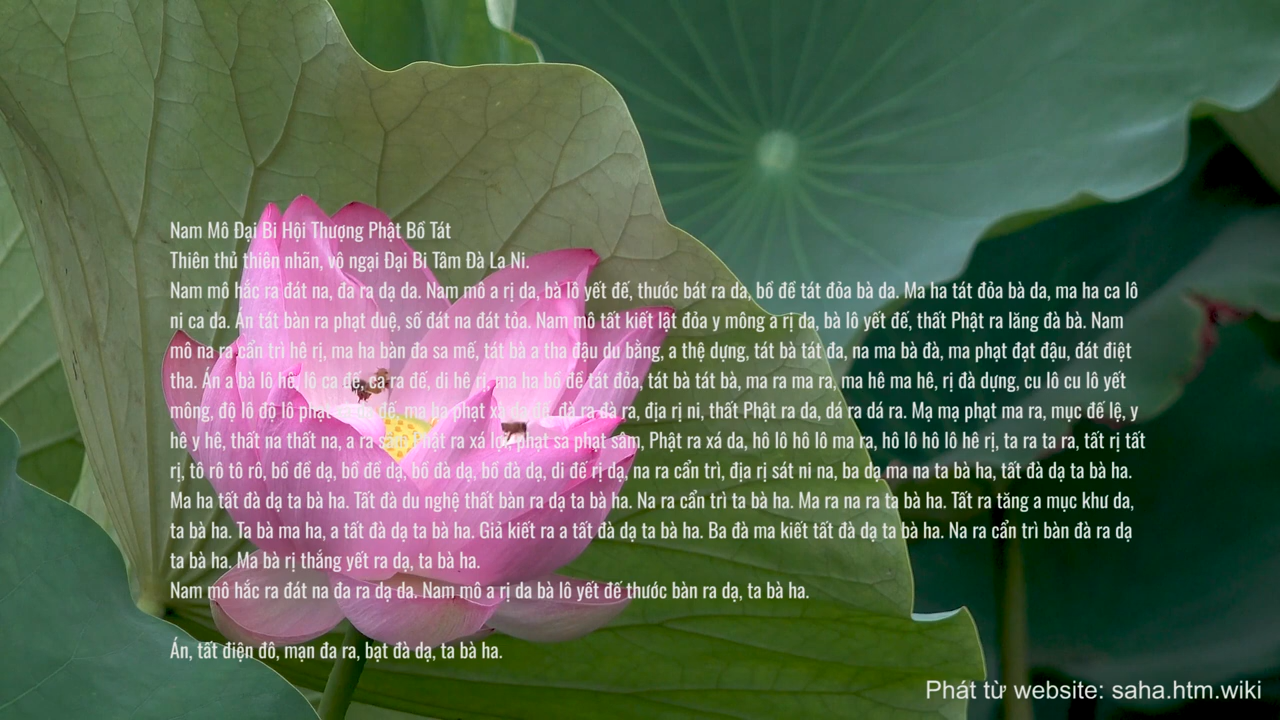 Nam Mô Đại Bi Hội Thượng Phật Bồ Tát
Thiên thủ thiên nhãn, vô ngại Đại Bi Tâm Đà La Ni.
Nam mô hắc ra đát na, đa ra dạ da. Nam mô a rị da, bà lô yết đế, thước bát ra da, bồ đề tát đỏa bà da. Ma ha tát đỏa bà da, ma ha ca lô
ni ca da. Án tát bàn ra phạt duệ, số đát na đát tỏa. Nam mô tất kiết lật đỏa y mông a rị da, bà lô yết đế, thất Phật ra lăng đà bà. Nam
mô na ra cẩn trì hê rị, ma ha bàn đa sa mế, tát bà a tha đậu du bằng, a thệ dựng, tát bà tát đa, na ma bà đà, ma phạt đạt đậu, đát điệt
tha. Án a bà lô hê, lô ca đế, ca ra đế, di hê rị, ma ha bồ đề tát đỏa, tát bà tát bà, ma ra ma ra, ma hê ma hê, rị đà dựng, cu lô cu lô yết
mông, độ lô độ lô phạt đế, ma ha phạt xà da đế, đà ra đà ra, địa rị ni, thất Phật ra da, dá ra dá ra. Mạ mạ phạt ma ra, mục đế lệ, y
hê y hê, thất na thất na, a ra sâm Phật ra xá lợi, phạt sa phạt sâm, Phật ra xá da, hô lô hô lô ma ra, hô lô hô lô hê rị, ta ra ta ra, tất rị tất
rị, tô rô tô rô, bồ đề dạ, bồ đề dạ, bồ đà dạ, bồ đà dạ, di đế rị dạ, na ra cẩn trì, địa rị sát ni na, ba dạ ma na ta bà ha, tất đà dạ ta bà ha.
Ma ha tất đà dạ ta bà ha. Tất đà du nghệ thất bàn ra dạ ta bà ha. Na ra cẩn trì ta bà ha. Ma ra na ra ta bà ha. Tất ra tăng a mục khư da,
ta bà ha. Ta bà ma ha, a tất đà dạ ta bà ha. Giả kiết ra a tất đà dạ ta bà ha. Ba đà ma kiết tất đà dạ ta bà ha. Na ra cẩn trì bàn đà ra dạ
ta bà ha. Ma bà rị thắng yết ra dạ, ta bà ha.
Nam mô hắc ra đát na đa ra dạ da. Nam mô a rị da bà lô yết đế thước bàn ra dạ, ta bà ha.
Án, tất điện đô, mạn đa ra, bạt đà dạ, ta bà ha.
Phát từ website: saha.htm.wiki